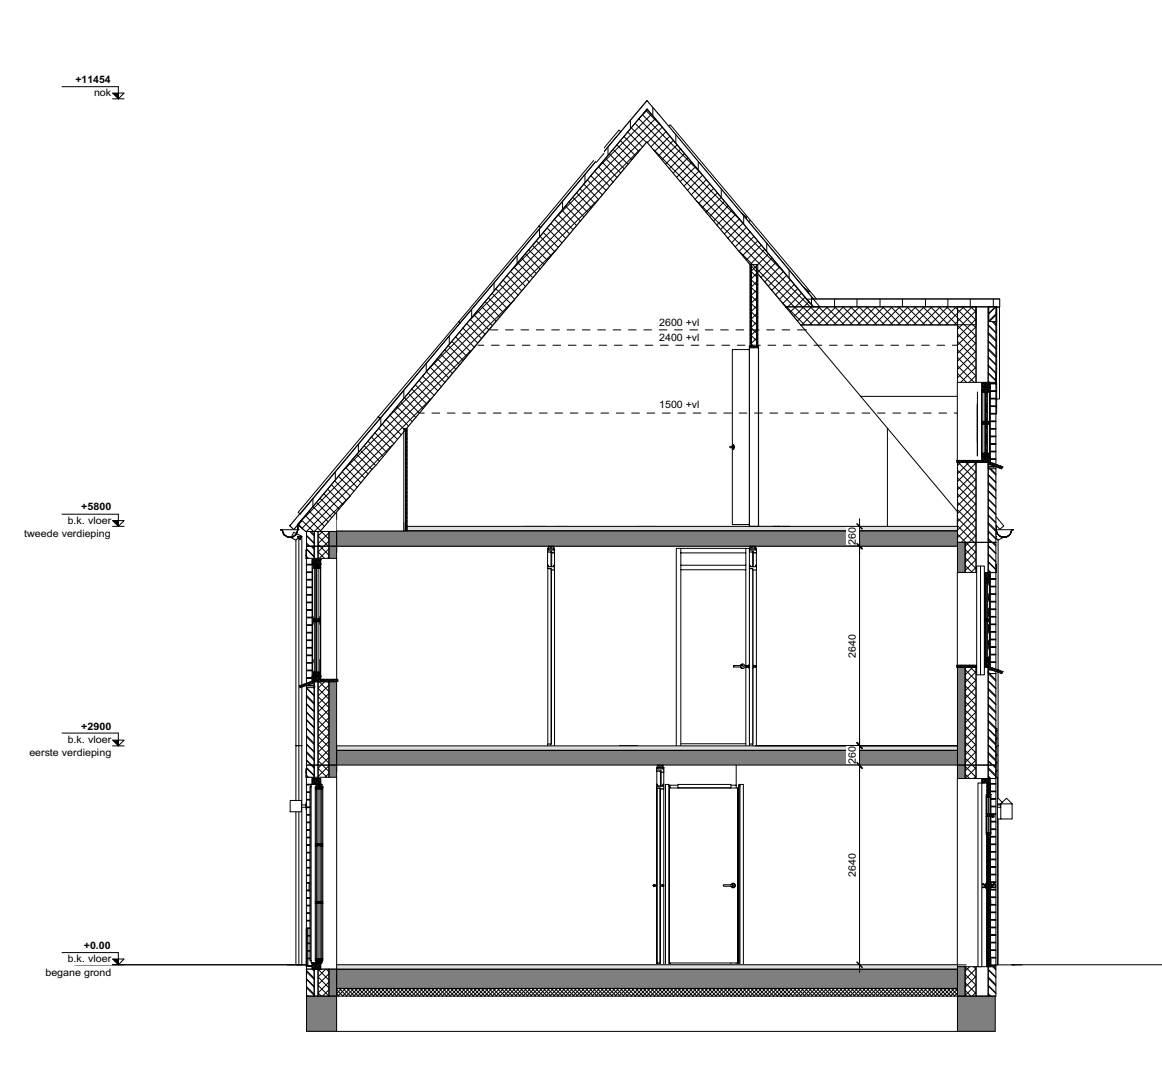 +11454
nok
2600 +vl
2400 +vl
1500 +vl
+5800
b.k. vloer
tweede verdieping
260
2640
+2900
b.k. vloer
eerste verdieping
260
2640
+0.00
b.k. vloer
begane grond